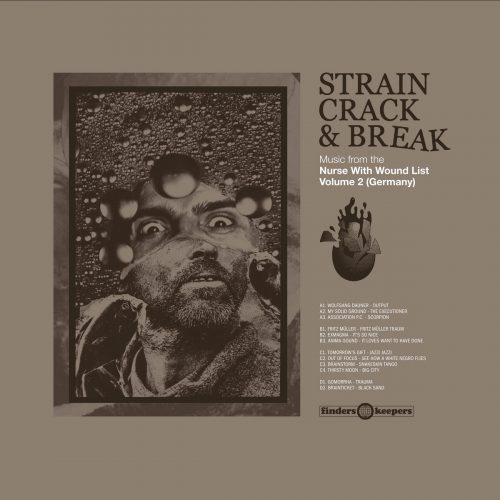 STRAIN
CRACK
& BREAK
Music from the
Nurse With Wound List
Volume 2 (Germany)
A1. WOLFGANG DAUNER - OUTPUT
A2. MY SOLID GROUND - THE EXECUTIONER
A3. ASSOCIATION P.C. - SCORPION
B1. FRITZ MÜLLER - FRITZ MÜLLER TRAUM
B2. EXMAGMA - IT'S SO NICE
B3. ANIMA-SOUND - IT LOVES WANT TO HAVE DONE
C1. TOMORROW'S GIFT - JAZZI JAZZI
C2. OUT OF FOCUS - SEE HOW A WHITE NEGRO FLIES
C3. BRAINSTORM - SNAKESKIN TANGO
C4. THIRSTY MOON - BIG CITY
D1. GOMORRHA - TRAUMA
D2. BRAINTICKET - BLACK SAND
finders keepers